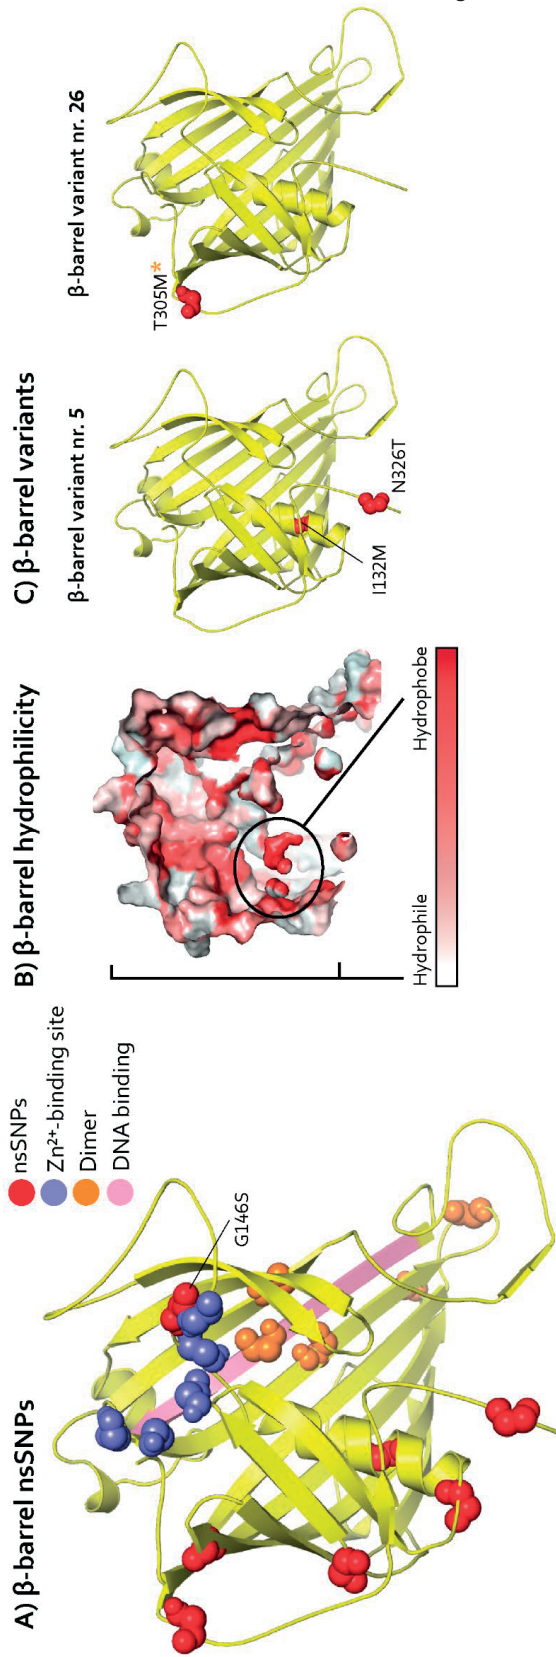 A) β-barrel nsSNPs
nsSNPs
Zn²⁺-binding site
Dimer
DNA binding
G146S
B) β-barrel hydrophilicity
Hydrophile
Hydrophobe
C) β-barrel variants
β-barrel variant nr. 5
I132M
N326T
β-barrel variant nr. 26
T305M*